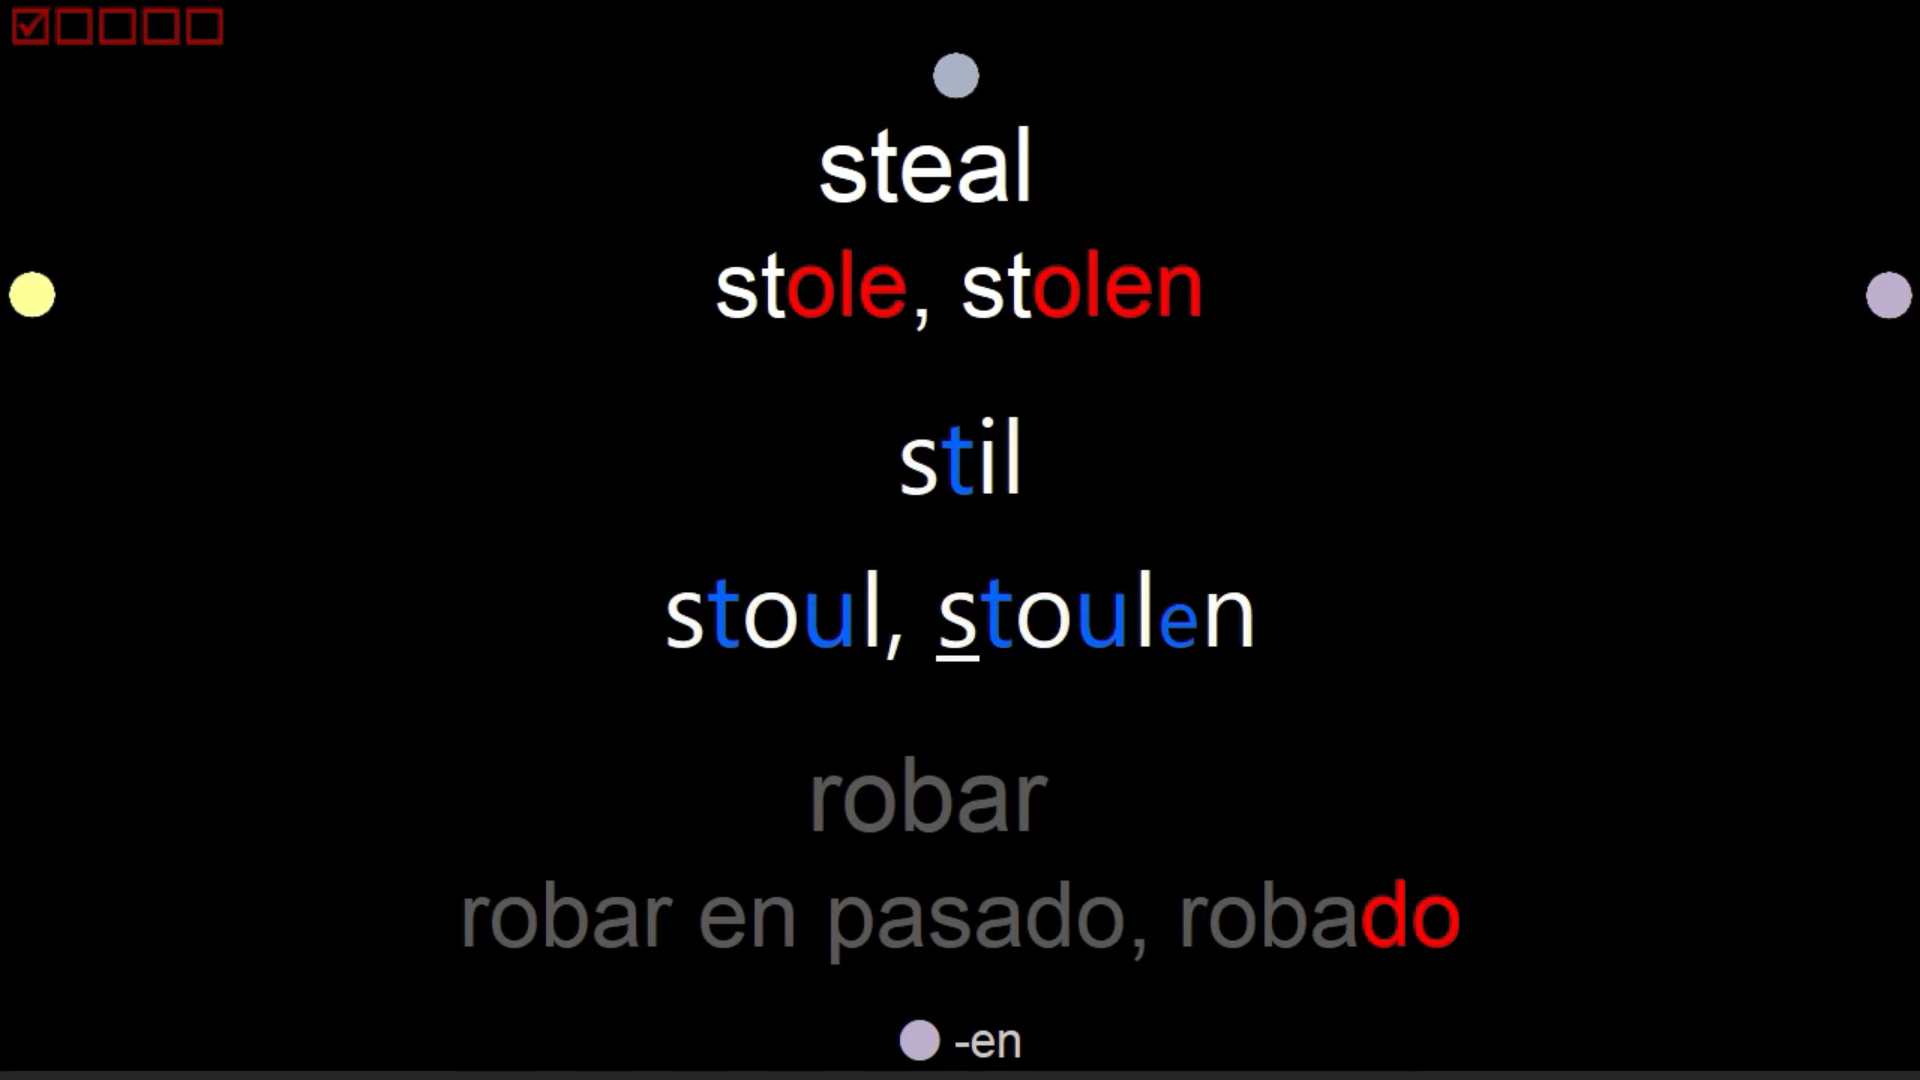 steal
stole, stolen
stil
stoul, stoulen
robar
robar en pasado, robado
-en